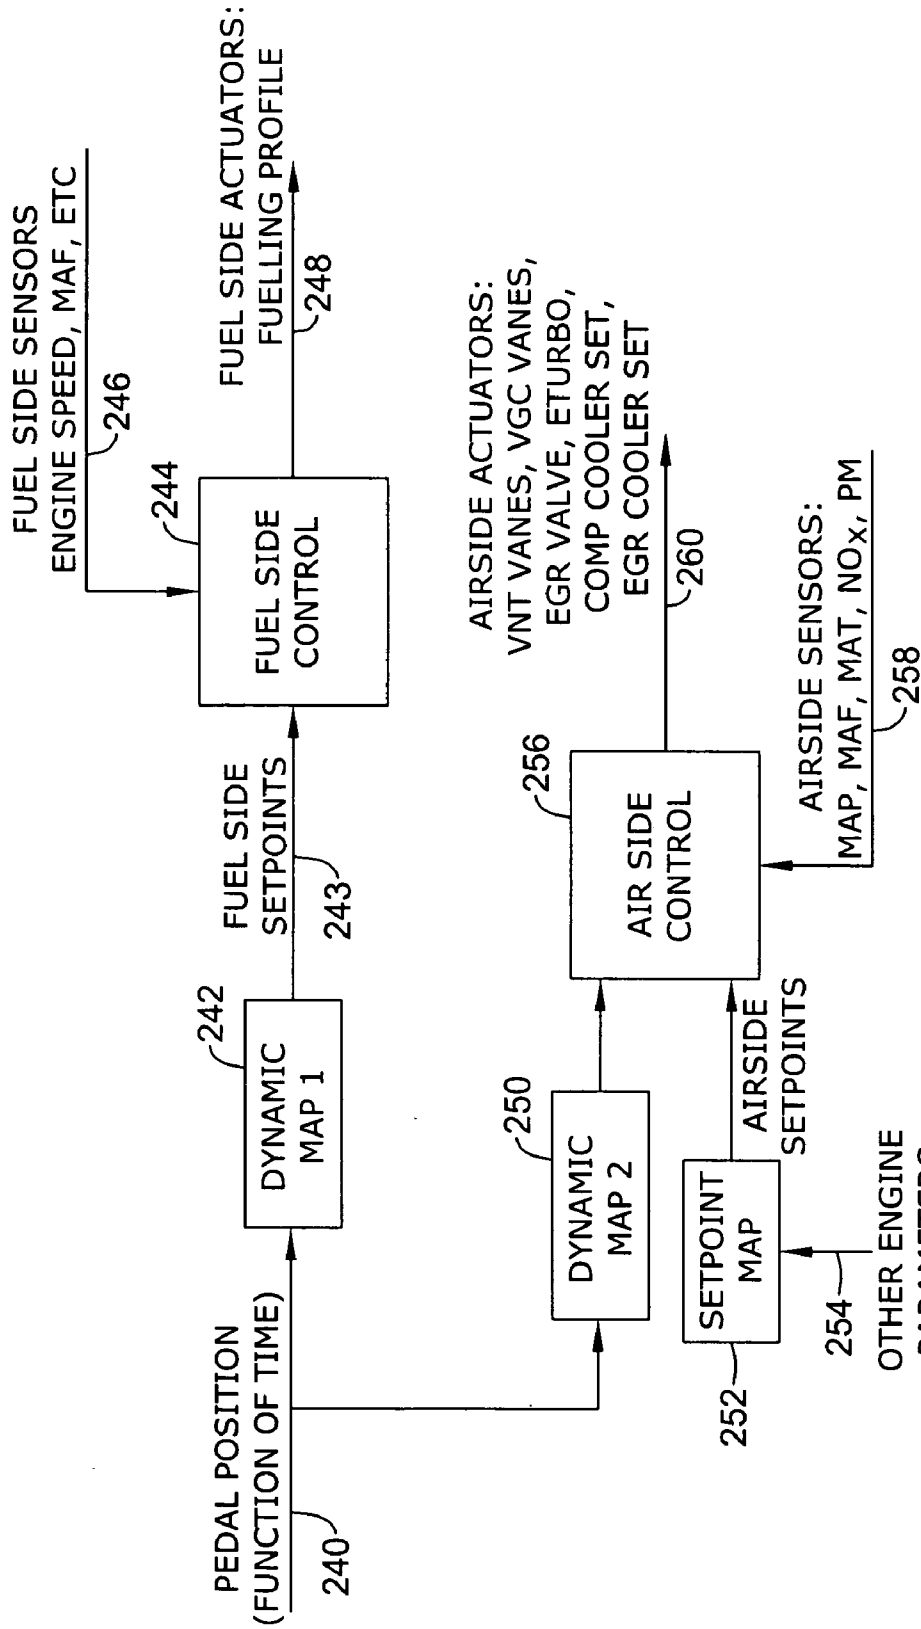 FUEL SIDE SENSORS
ENGINE SPEED, MAF, ETC
246
244
FUEL SIDE
CONTROL
FUEL SIDE ACTUATORS:
FUELLING PROFILE
248
FUEL SIDE
SETPOINTS
243
242
DYNAMIC
MAP 1
PEDAL POSITION
(FUNCTION OF TIME)
240
250
DYNAMIC
MAP 2
252
SETPOINT
MAP
254
OTHER ENGINE
AIRSIDE
SETPOINTS
256
AIR SIDE
CONTROL
AIRSIDE ACTUATORS:
VNT VANES, VGC VANES,
EGR VALVE, ETURBO,
COMP COOLER SET,
EGR COOLER SET
260
AIRSIDE SENSORS:
MAP, MAF, MAT, NOX, PM
258